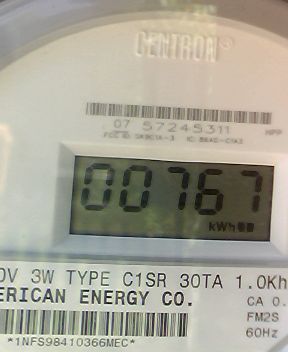 CENTRON®
07 57245311
00767
kWh
0V 3W TYPE C1SR 30TA 1.0Kh
ERICAN ENERGY CO.
CA 0.
FM2S
60Hz
*1NFS98410366MEC*